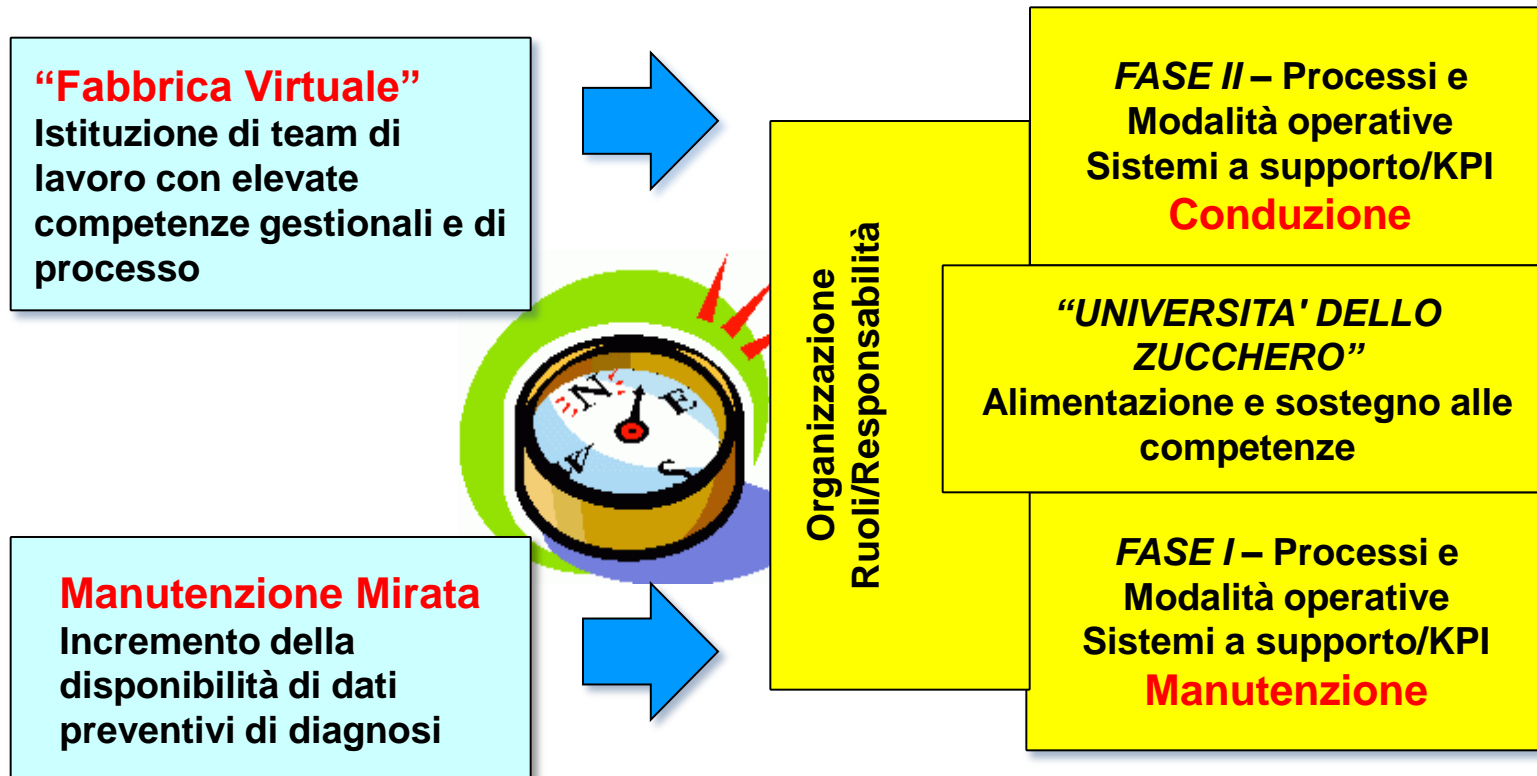 “Fabbrica Virtuale”
Istituzione di team di
lavoro con elevate
competenze gestionali e di
processo
Manutenzione Mirata
Incremento della
disponibilità di dati
preventivi di diagnosi
N
E
S
Organizzazione
Ruoli/Responsabilità
FASE II – Processi e
Modalità operative
Sistemi a supporto/KPI
Conduzione
“UNIVERSITA' DELLO
ZUCCHERO”
Alimentazione e sostegno alle
competenze
FASE I – Processi e
Modalità operative
Sistemi a supporto/KPI
Manutenzione